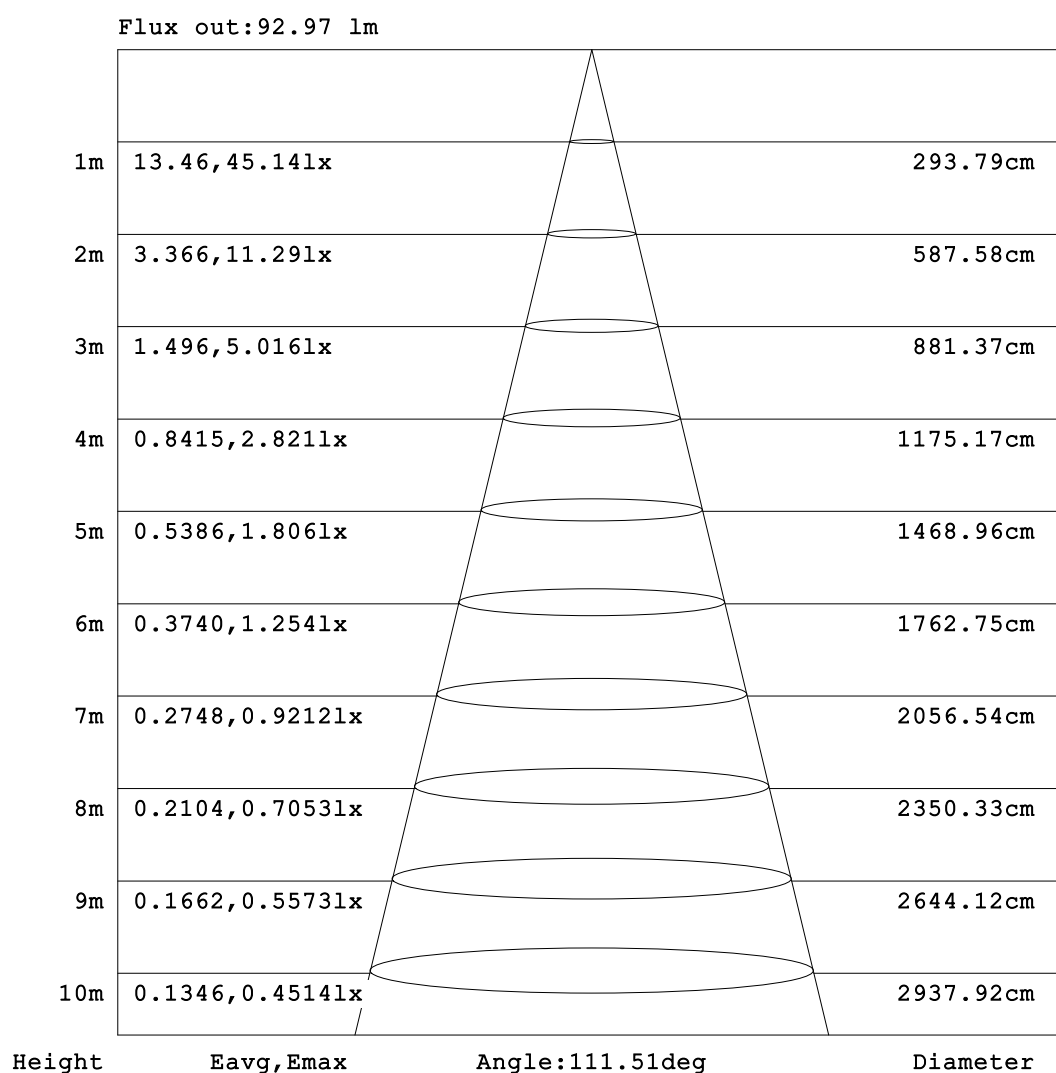 Flux out:92.97 lm
1m 13.46,45.14lx 293.79cm
2m 3.366,11.29lx 587.58cm
3m 1.496,5.016lx 881.37cm
4m 0.8415,2.821lx 1175.17cm
5m 0.5386,1.806lx 1468.96cm
6m 0.3740,1.254lx 1762.75cm
7m 0.2748,0.9212lx 2056.54cm
8m 0.2104,0.7053lx 2350.33cm
9m 0.1662,0.5573lx 2644.12cm
10m 0.1346,0.4514lx 2937.92cm
Height Eavg,Emax Angle:111.51deg Diameter